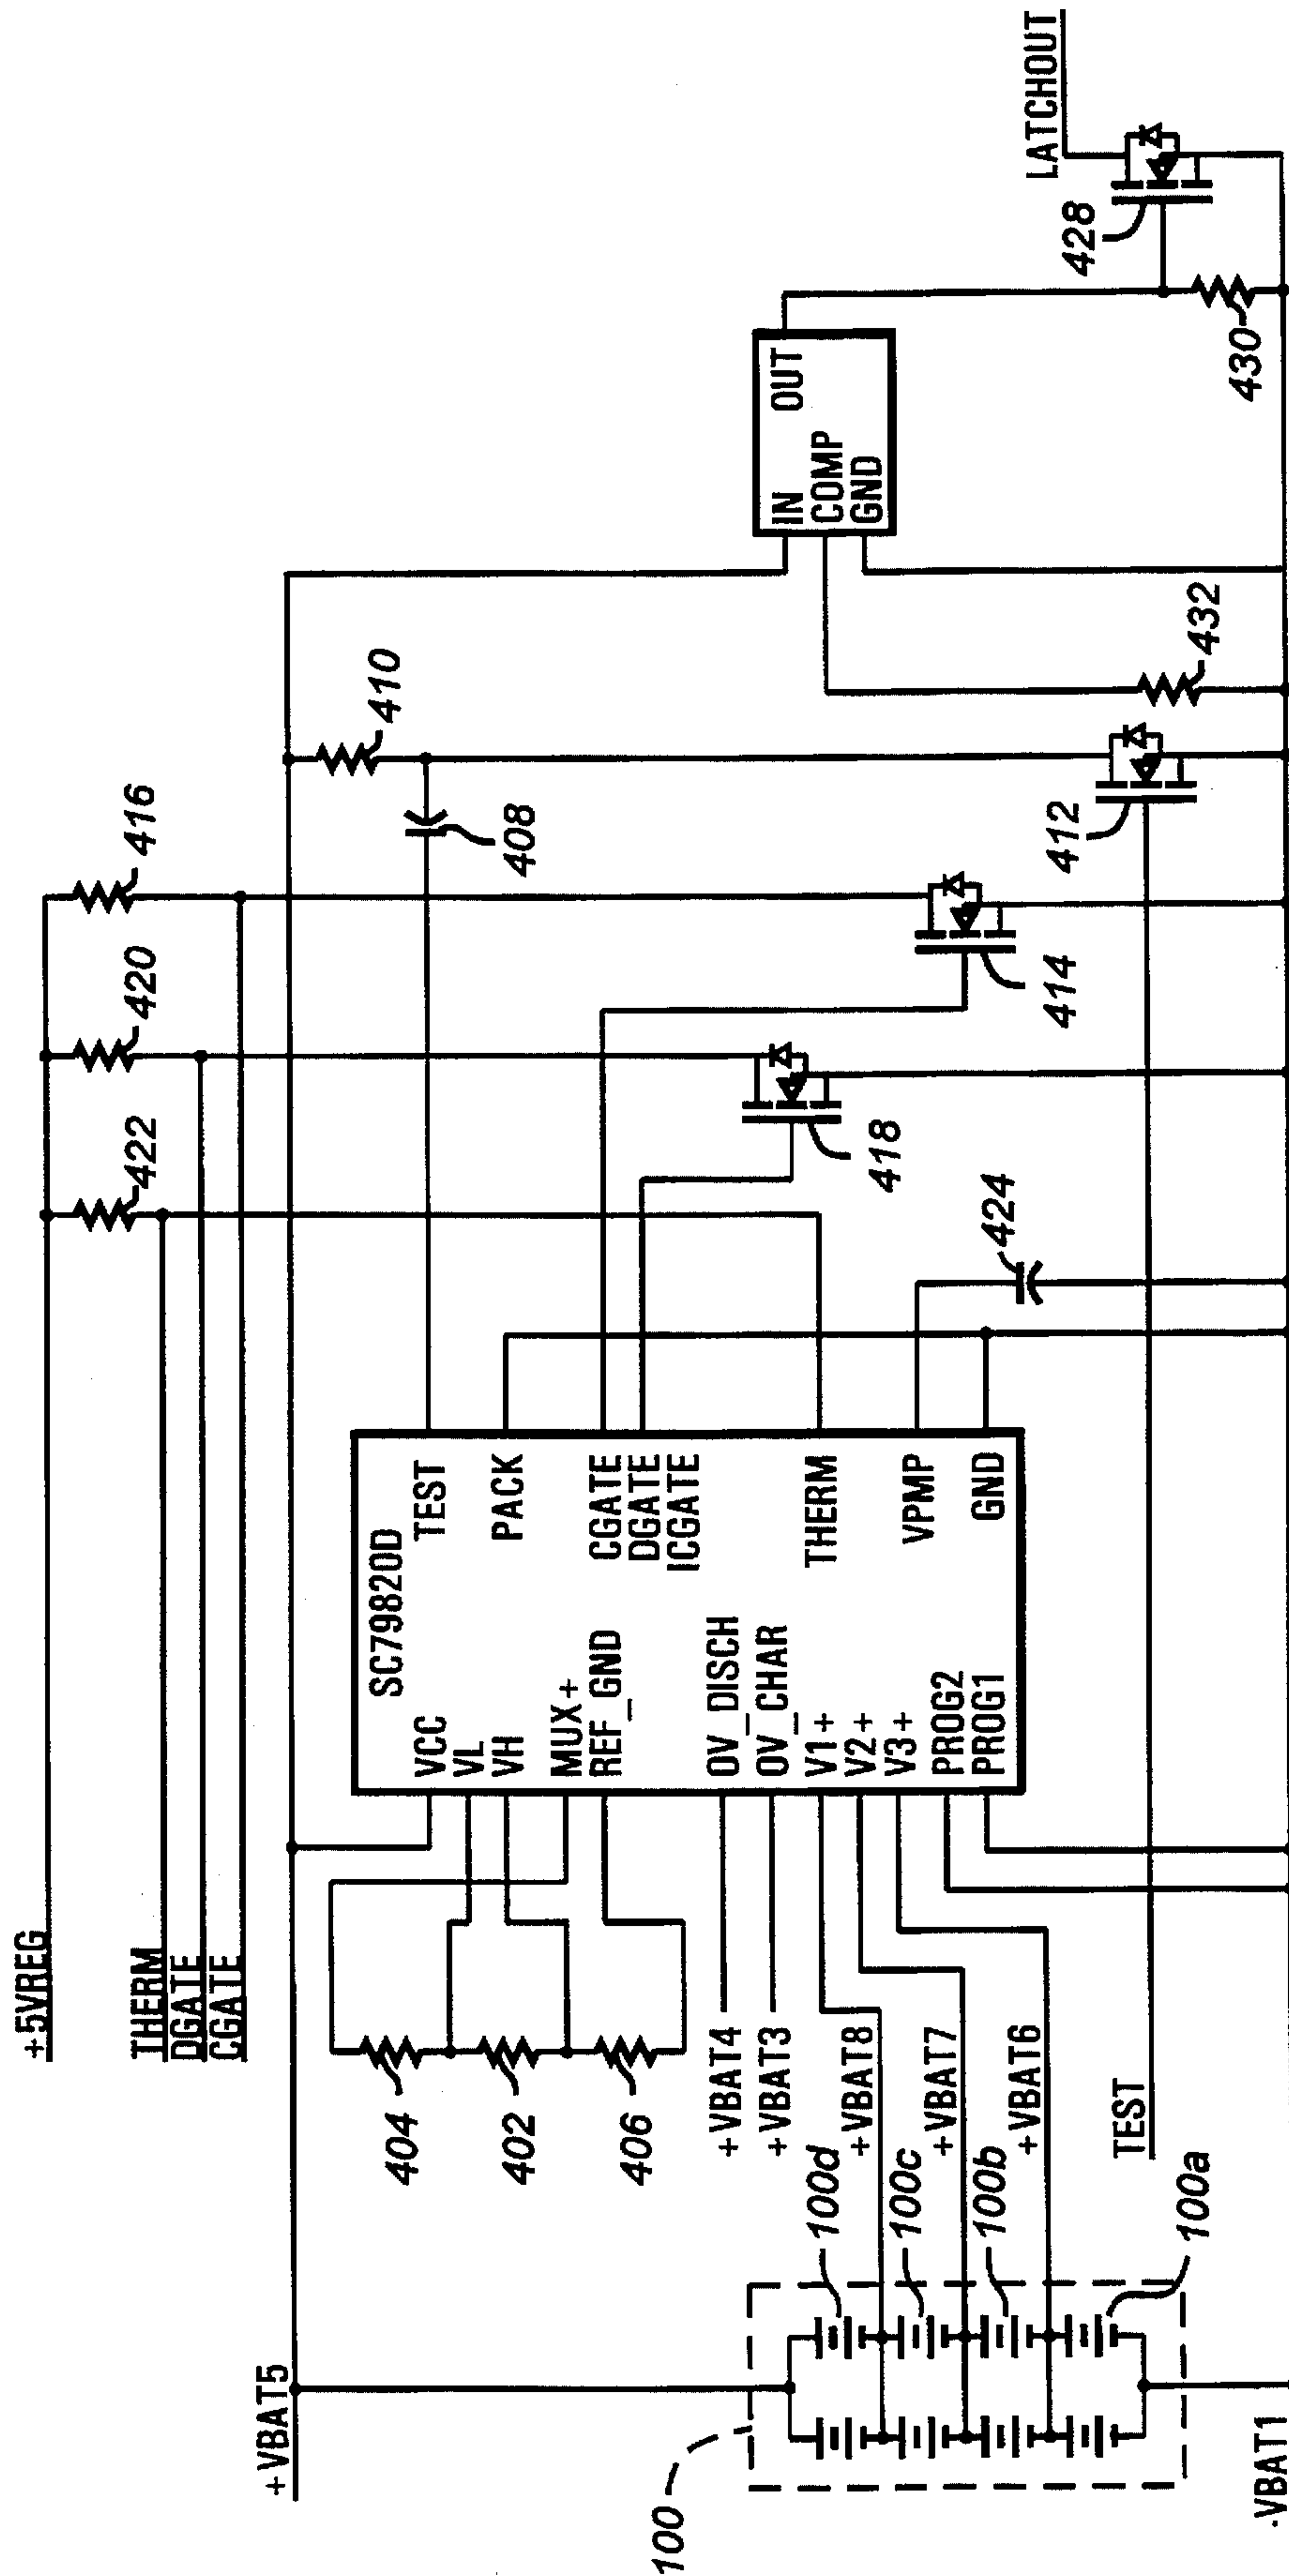 +5VREG
THERM
DGATE
CGATE
422
420
416
+VBAT5
410
408
404
402
406
SC79820D
VCC
VL
VH
MUX+
REF_GND
OV_DISCH
OV_CHAR
V1+
V2+
V3+
PROG2
PROG1
TEST
PACK
CGATE
DGATE
ICGATE
THERM
VPMP
GND
+VBAT4
+VBAT3
+VBAT8
+VBAT7
+VBAT6
100
100d
100c
100b
100a
TEST
-VBAT1
418
414
412
424
432
IN
COMP
GND
OUT
430
428
LATCHOUT